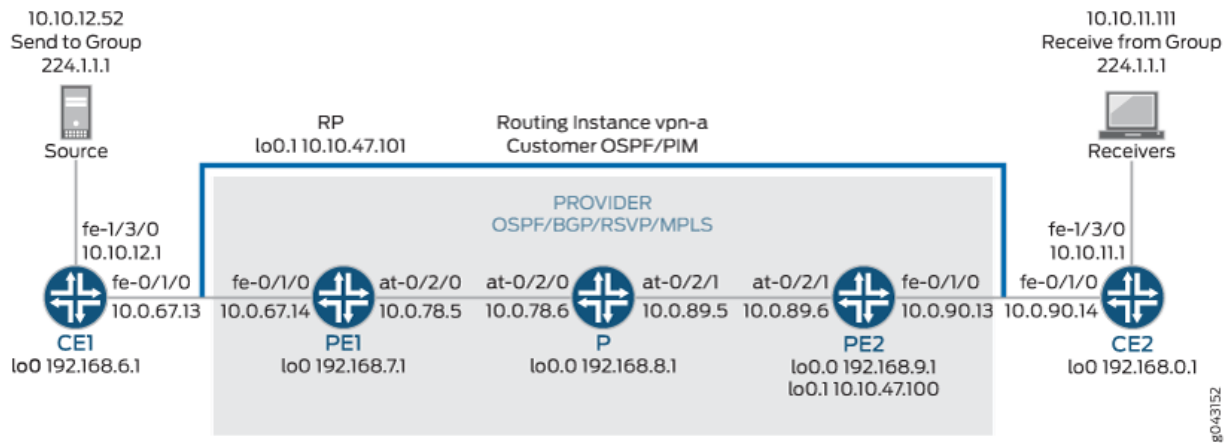 10.10.12.52
Send to Group
224.1.1.1
Source
10.10.11.111
Receive from Group
224.1.1.1
Receivers
RP
lo0.1 10.10.47.101
Routing Instance vpn-a
Customer OSPF/PIM
PROVIDER
OSPF/BGP/RSVP/MPLS
fe-1/3/0
10.10.12.1
fe-1/3/0
10.10.11.1
fe-0/1/0
10.0.67.13
fe-0/1/0
10.0.67.14
at-0/2/0
10.0.78.5
at-0/2/0
10.0.78.6
at-0/2/1
10.0.89.5
at-0/2/1
10.0.89.6
fe-0/1/0
10.0.90.13
fe-0/1/0
10.0.90.14
CE1
lo0 192.168.6.1
PE1
lo0 192.168.7.1
P
lo0.0 192.168.8.1
PE2
lo0.0 192.168.9.1
lo0.1 10.10.47.100
CE2
lo0 192.168.0.1
g043152